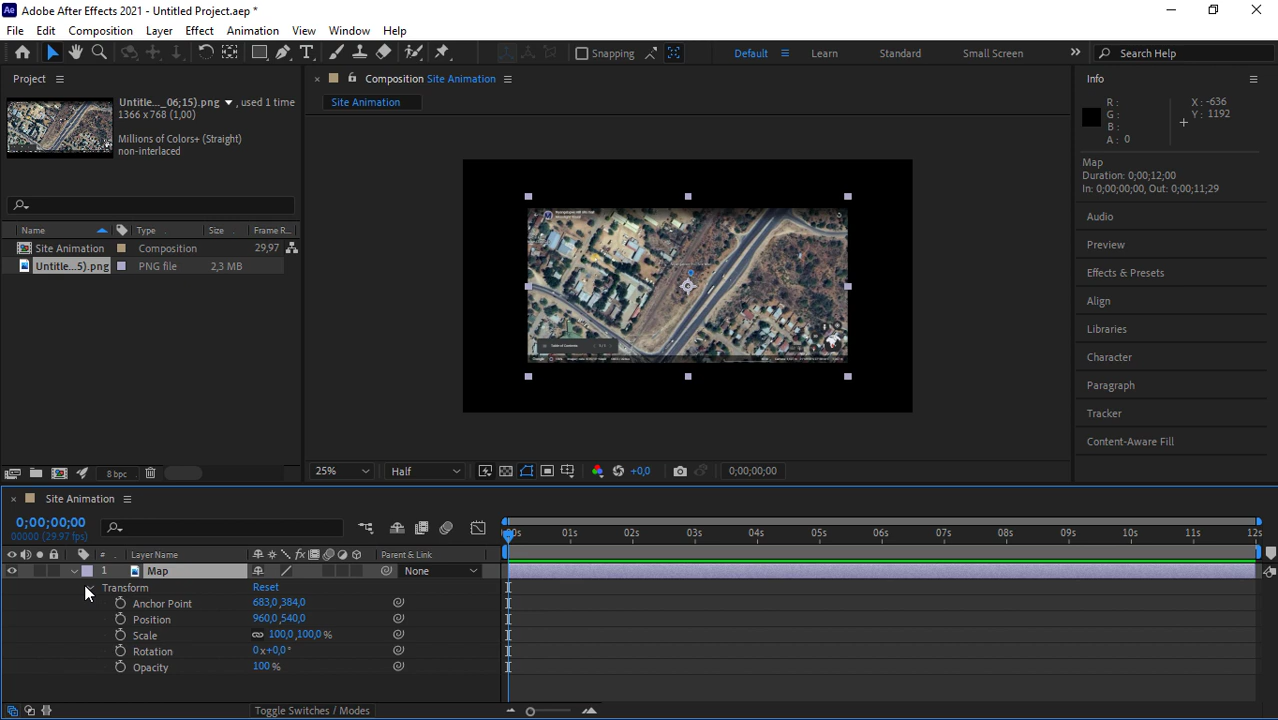 Adobe After Effects 2021 - Untitled Project.aep *
File Edit Composition Layer Effect Animation View Window Help
Snapping Default Learn Standard Small Screen Search Help
Project
Untitle..._06;15).png , used 1 time
1366 x 768 (1,00)
Millions of Colors+ (Straight)
non-interlaced
Name Type Size Frame R...
Site Animation Composition 29,97
Untitle...5).png PNG file 2,3 MB
8 bpc
Composition Site Animation
Site Animation
Table of Contents
25% Half +0,0 0;00;00;00
Info
R: X: -636
G: Y: 1192
B:
A: 0
Map
Duration: 0;00;12;00
In: 0;00;00;00, Out: 0;00;11;29
Audio
Preview
Effects & Presets
Align
Libraries
Character
Paragraph
Tracker
Content-Aware Fill
Site Animation
0;00;00;00
00000 (29.97 fps)
:00s 01s 02s 03s 04s 05s 06s 07s 08s 09s 10s 11s 12s
# Layer Name Parent & Link
1 Map None
Transform Reset
Anchor Point 683,0,384,0
Position 960,0,540,0
Scale 100,0,100,0 %
Rotation 0x+0,0°
Opacity 100 %
Toggle Switches / Modes